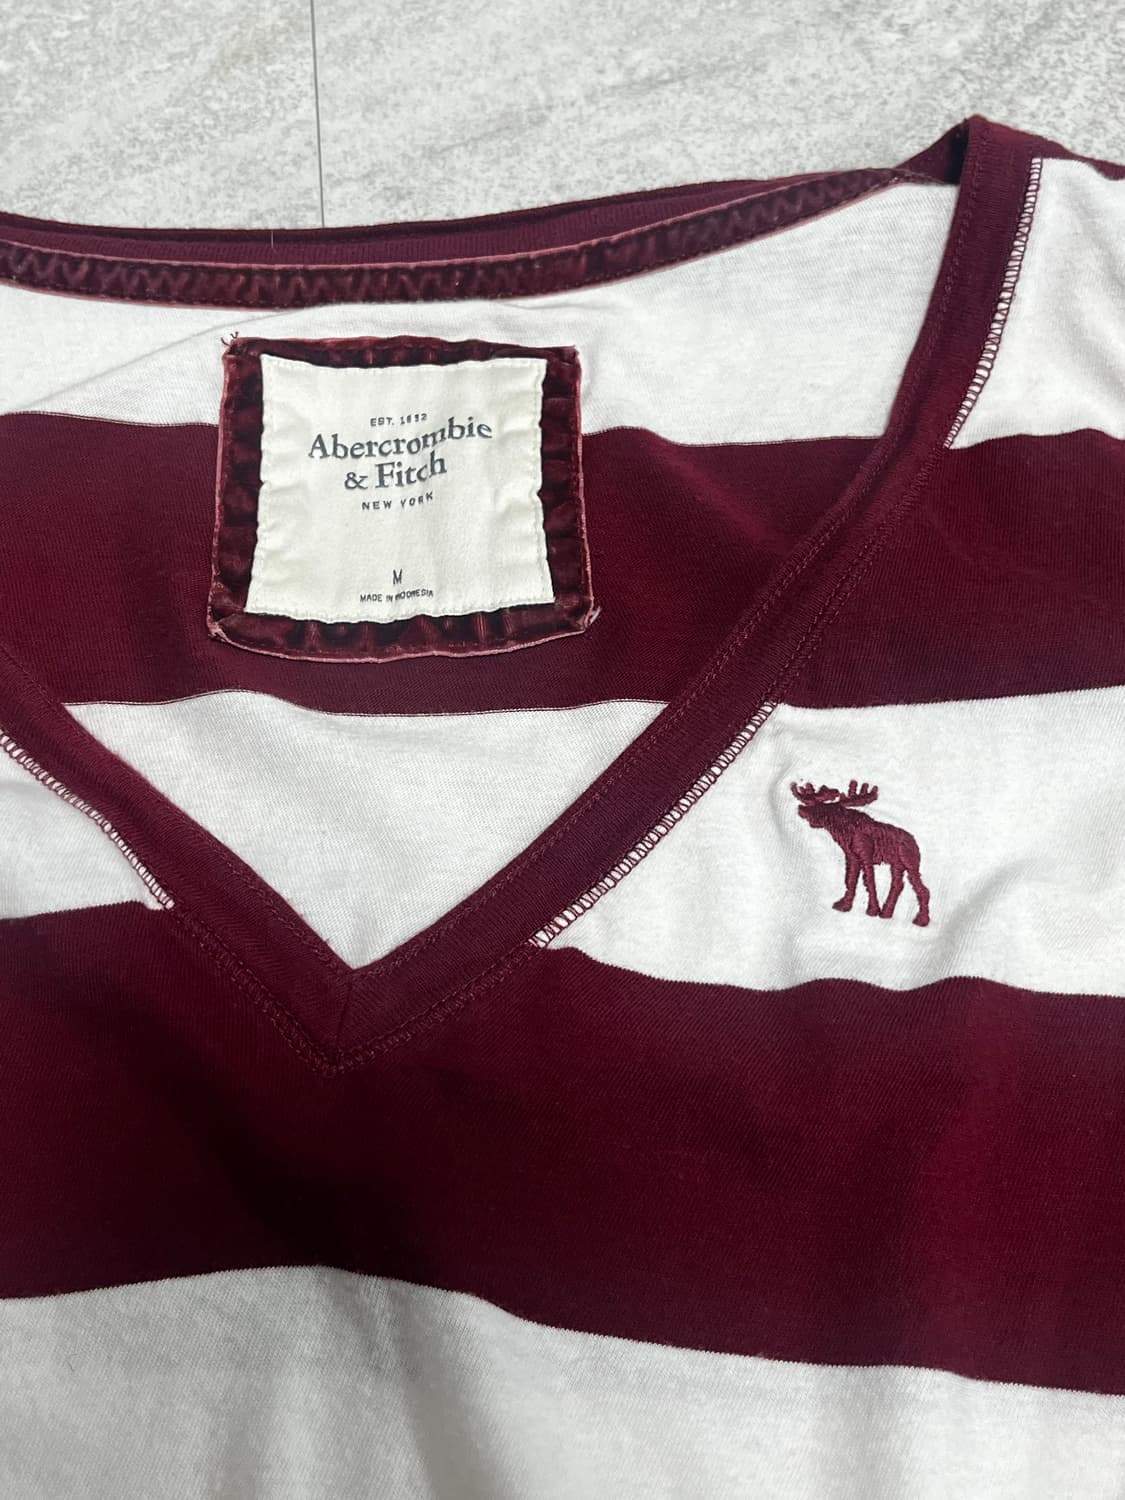 EST. 1892
Abercrombie
& Fitch
NEW YORK
M
MADE IN INDONESIA